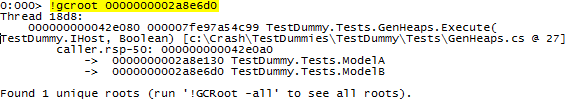 0:000> !gcroot 0000000002a8e6d0
Thread 18d8:
000000000042e080 000007fe97a54c99 TestDummy.Tests.GenHeaps.Execute(
TestDummy.IHost, Boolean) [c:\Crash\TestDummies\TestDummy\Tests\GenHeaps.cs @ 27]
caller.rsp-50: 000000000042e0a0
-> 0000000002a8e130 TestDummy.Tests.ModelA
-> 0000000002a8e6d0 TestDummy.Tests.ModelB
Found 1 unique roots (run '!GCRoot -all' to see all roots).